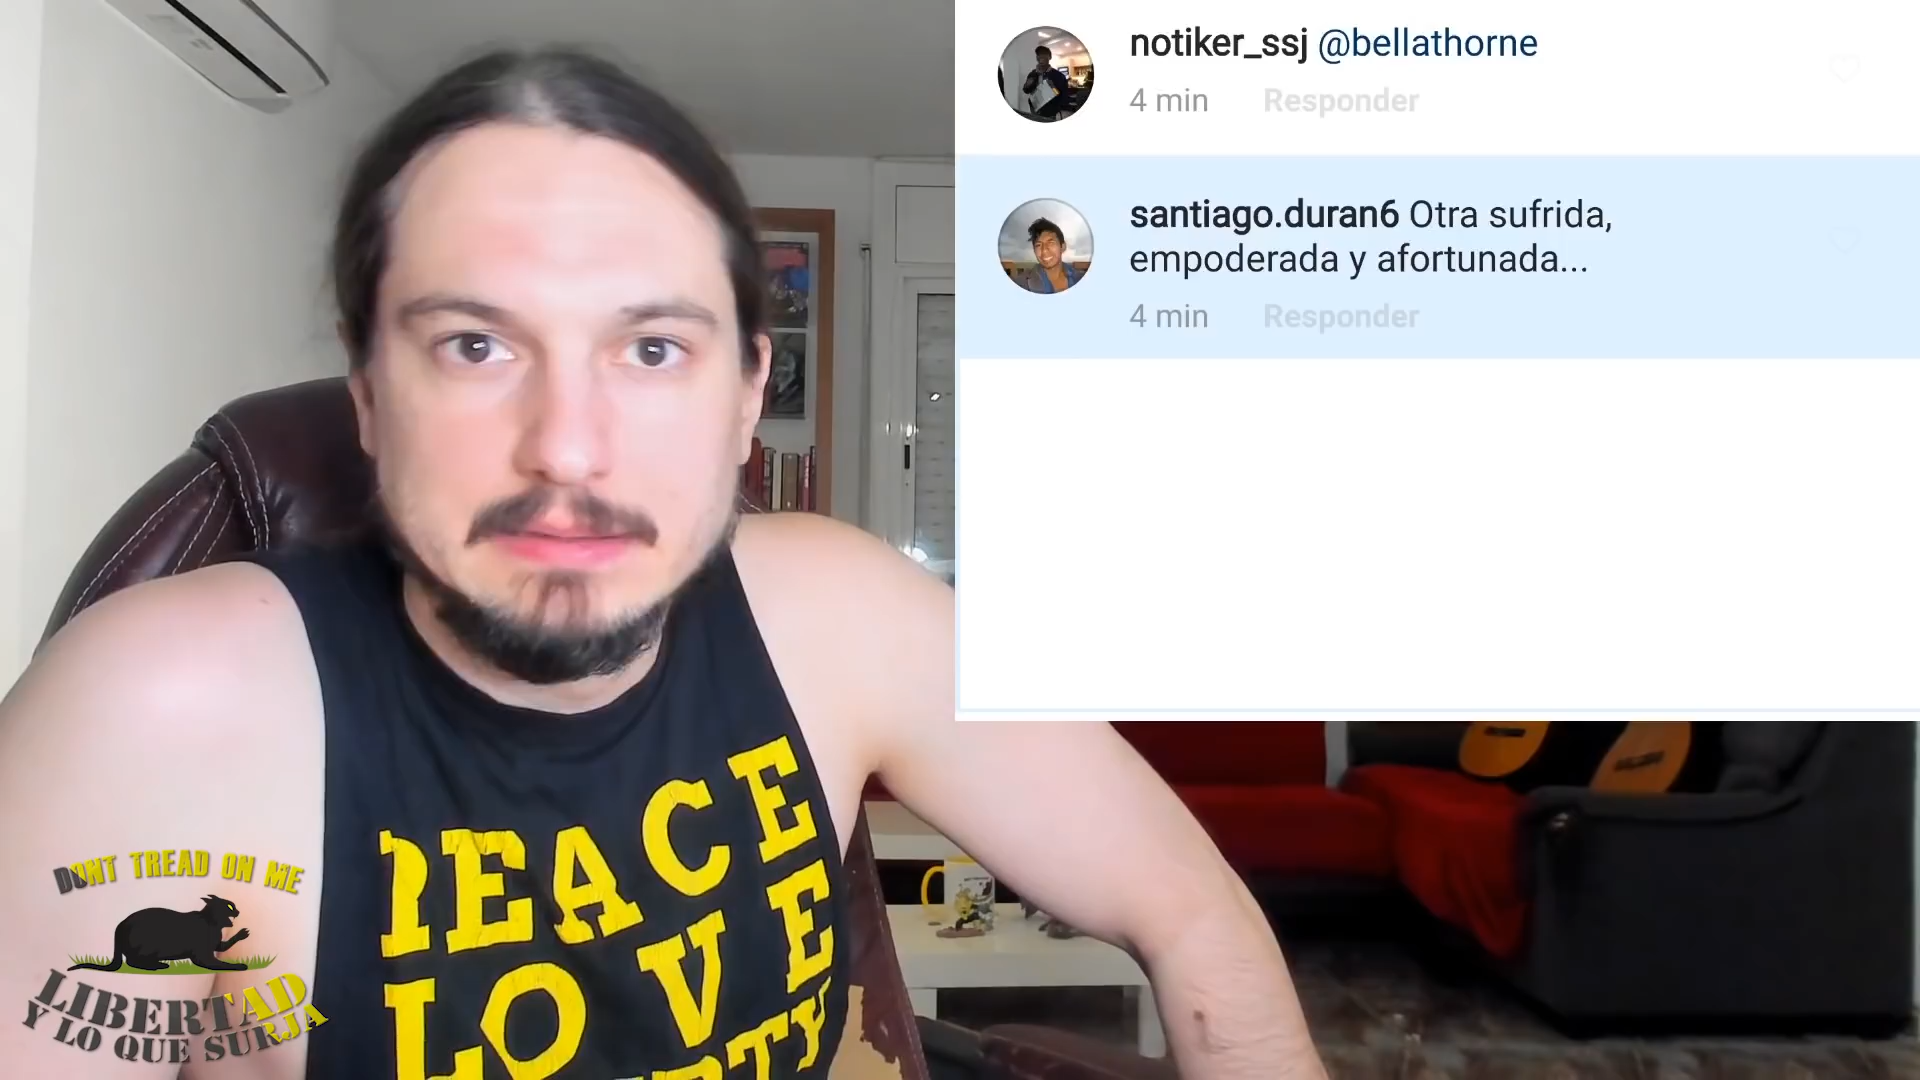 notiker_ssj @bellathorne
4 min Responder
santiago.duran6 Otra sufrida,
empoderada y afortunada...
4 min Responder
PEACE
LOVE
DONT TREAD ON ME
LIBERTAD
Y LO QUE SURJA